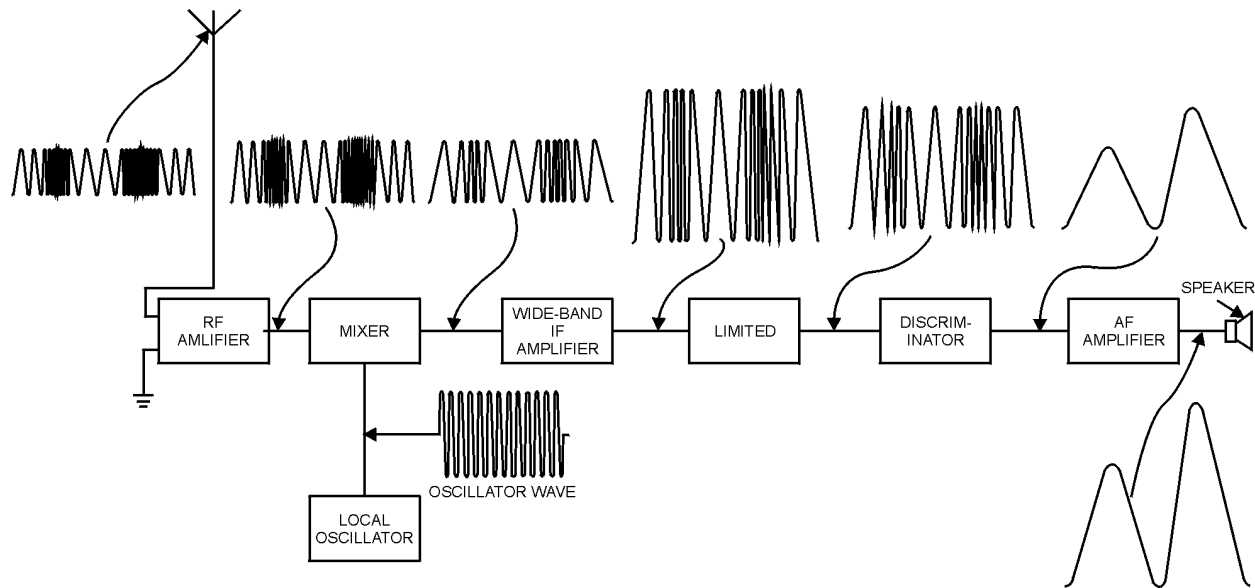 SPEAKER
RF
AMLIFIER
MIXER
WIDE-BAND
IF
AMPLIFIER
LIMITED
DISCRIM-
INATOR
AF
AMPLIFIER
OSCILLATOR WAVE
LOCAL
OSCILLATOR